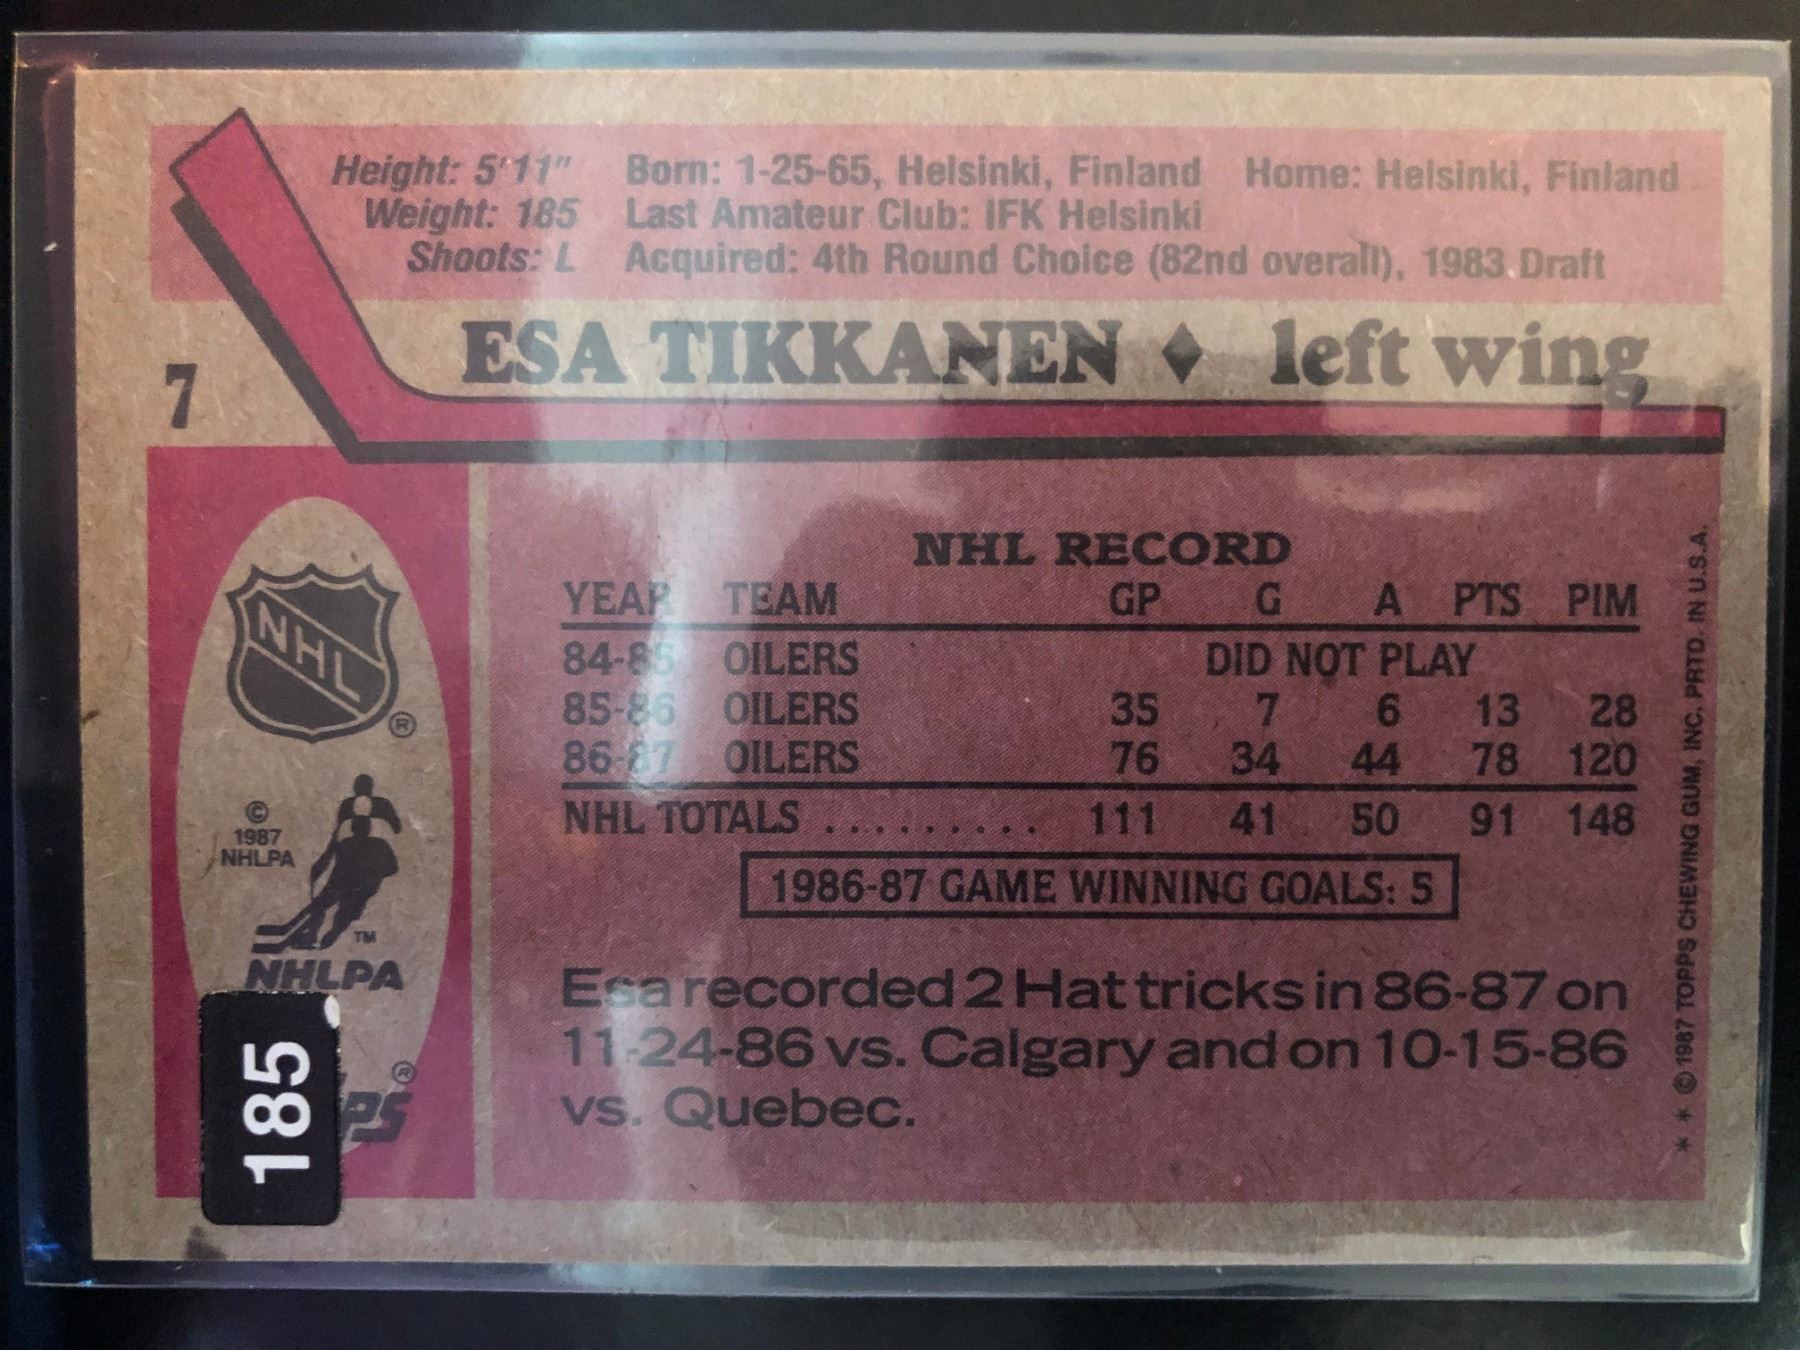 Height: 5'11" Born: 1-25-65, Helsinki, Finland Home: Helsinki, Finland
Weight: 185 Last Amateur Club: IFK Helsinki
Shoots: L Acquired: 4th Round Choice (82nd overall), 1983 Draft
7
ESA TIKKANEN ♦ left wing
NHL
®
© 1987
NHLPA
TM
NHLPA
®
PS
185
NHL RECORD
YEAR TEAM GP G A PTS PIM
84-85 OILERS DID NOT PLAY
85-86 OILERS 35 7 6 13 28
86-87 OILERS 76 34 44 78 120
NHL TOTALS .......... 111 41 50 91 148
1986-87 GAME WINNING GOALS: 5
Esa recorded 2 Hat tricks in 86-87 on
11-24-86 vs. Calgary and on 10-15-86
vs. Quebec.
* * © 1987 TOPPS CHEWING GUM, INC. PRTD. IN U.S.A.